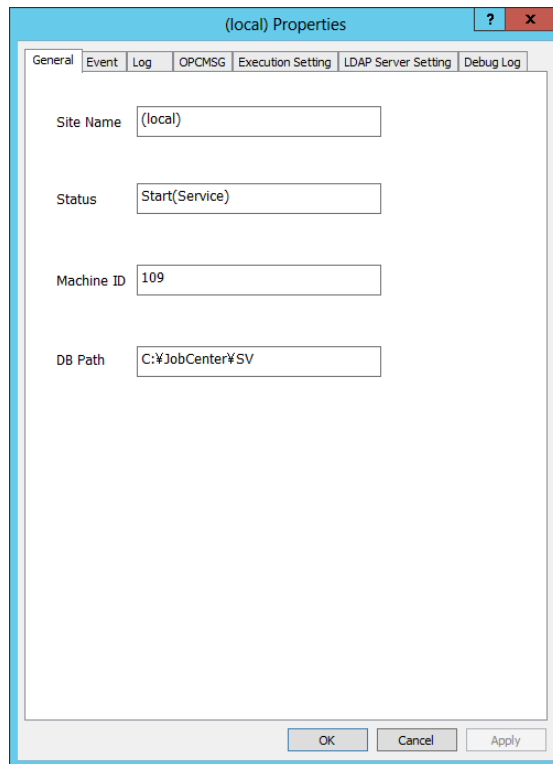 (local) Properties
? x
General Event Log OPCMSG Execution Setting LDAP Server Setting Debug Log
Site Name (local)
Status Start(Service)
Machine ID 109
DB Path C:¥JobCenter¥SV
OK Cancel Apply